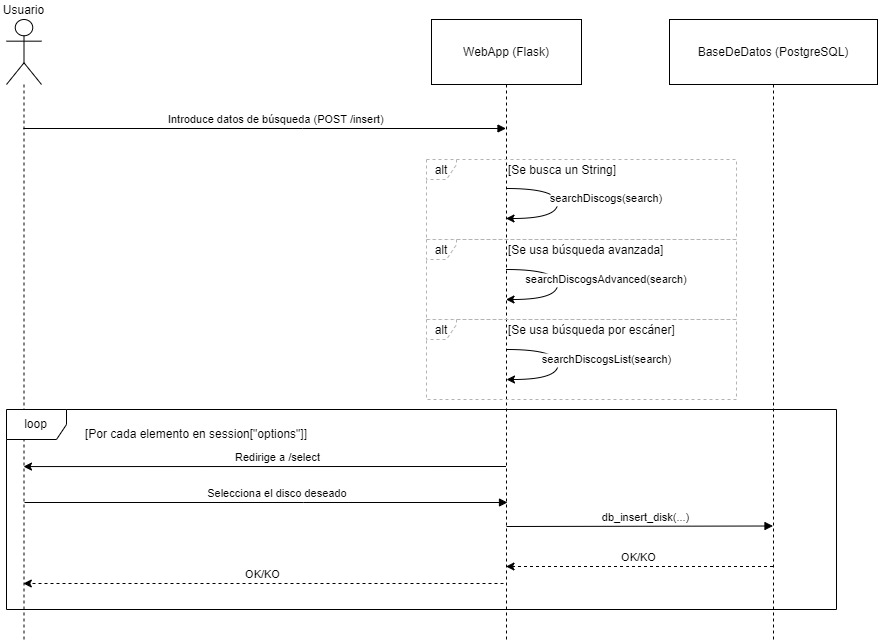 Usuario
WebApp (Flask)
BaseDeDatos (PostgreSQL)
Introduce datos de búsqueda (POST /insert)
alt
[Se busca un String]
searchDiscogs(search)
alt
[Se usa búsqueda avanzada]
searchDiscogsAdvanced(search)
alt
[Se usa búsqueda por escáner]
searchDiscogsList(search)
loop
[Por cada elemento en session["options"]]
Redirige a /select
Selecciona el disco deseado
db_insert_disk(...)
OK/KO
OK/KO